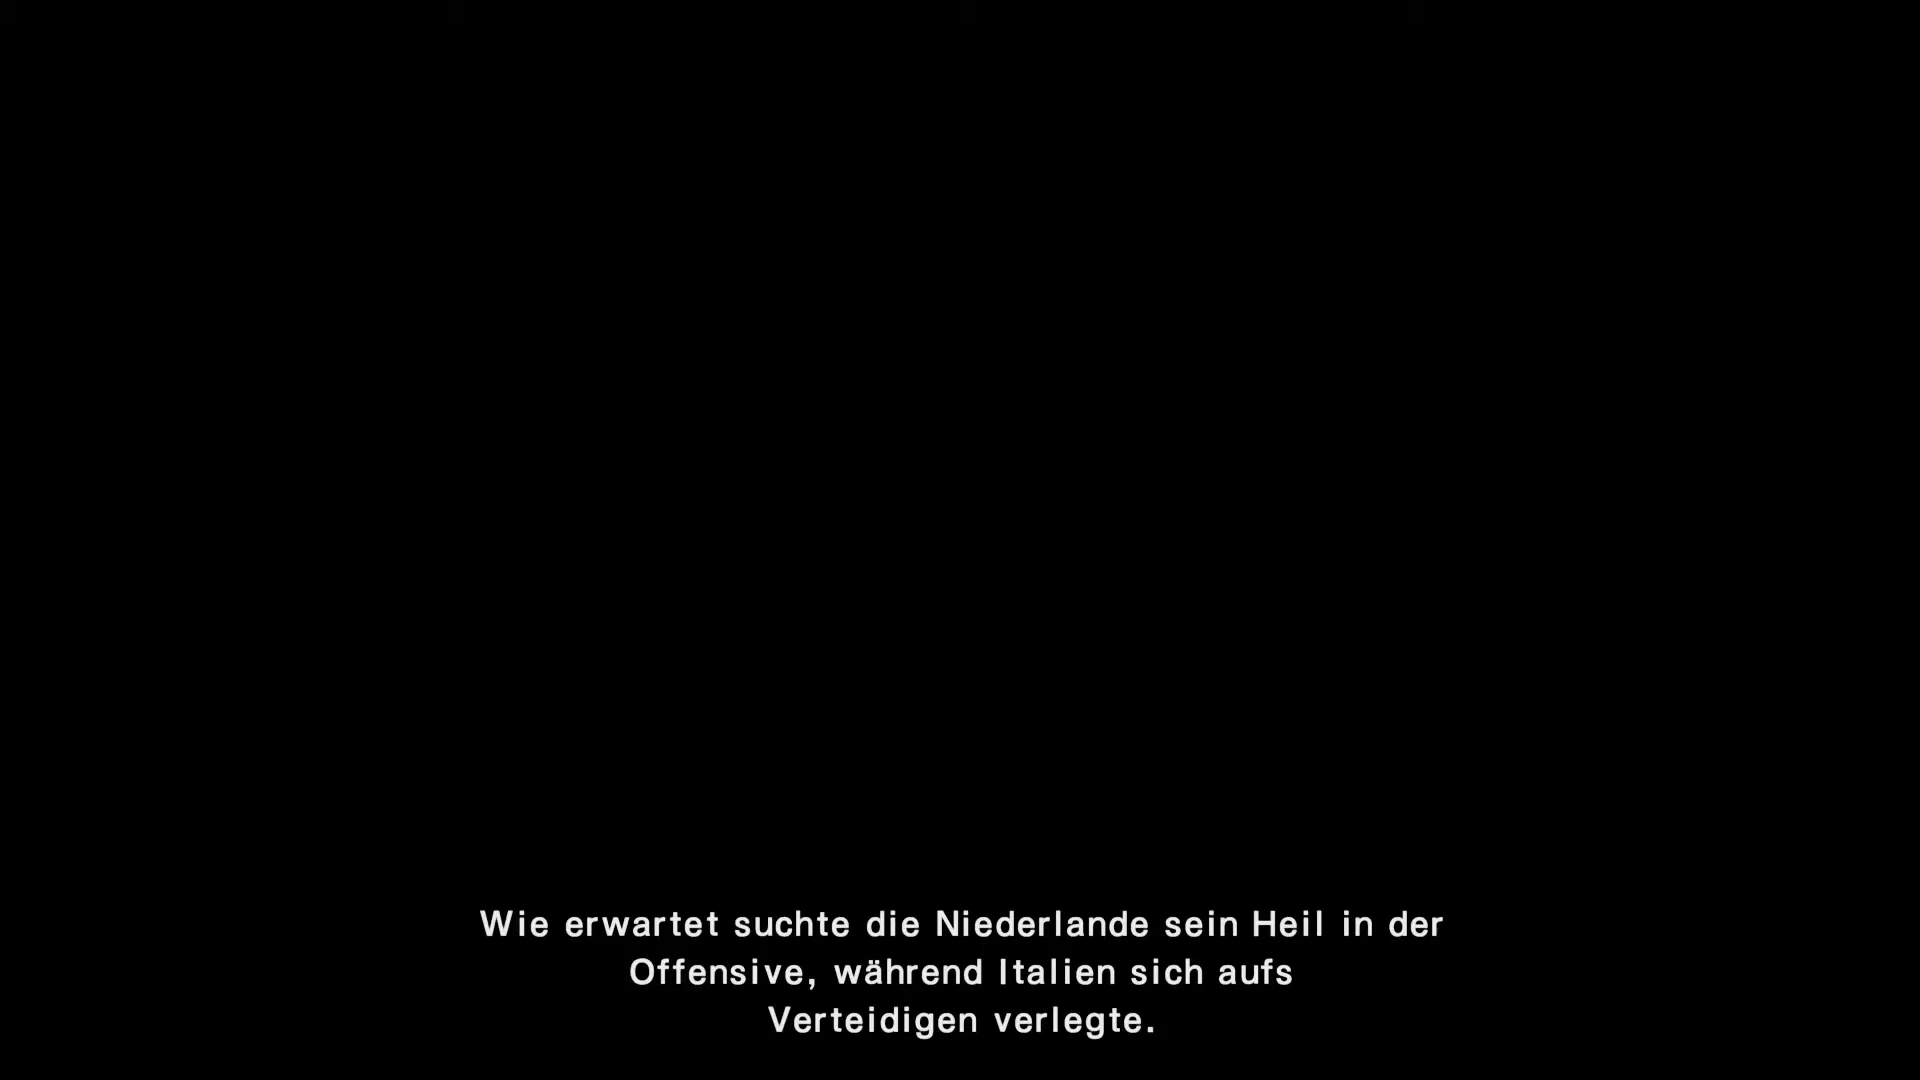 Wie erwartet suchte die Niederlande sein Heil in der
Offensive, während Italien sich aufs
Verteidigen verlegte.